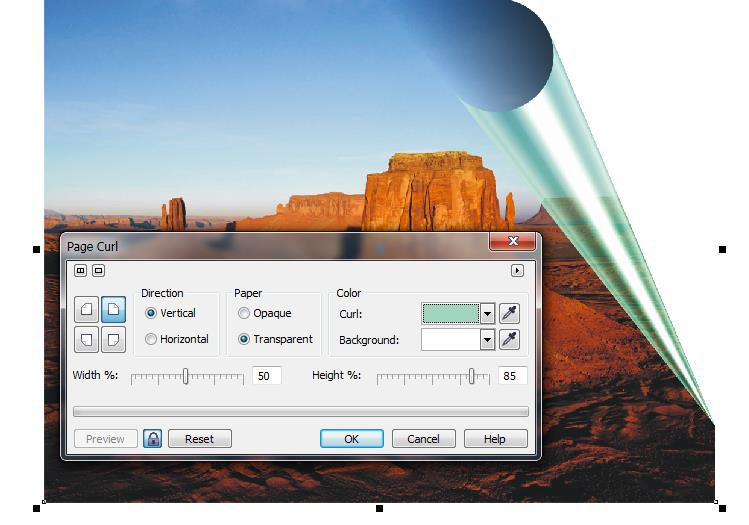 Page Curl
Direction
Vertical
Horizontal
Paper
Opaque
Transparent
Color
Curl:
Background:
Width %: 50
Height %: 85
Preview
Reset
OK
Cancel
Help